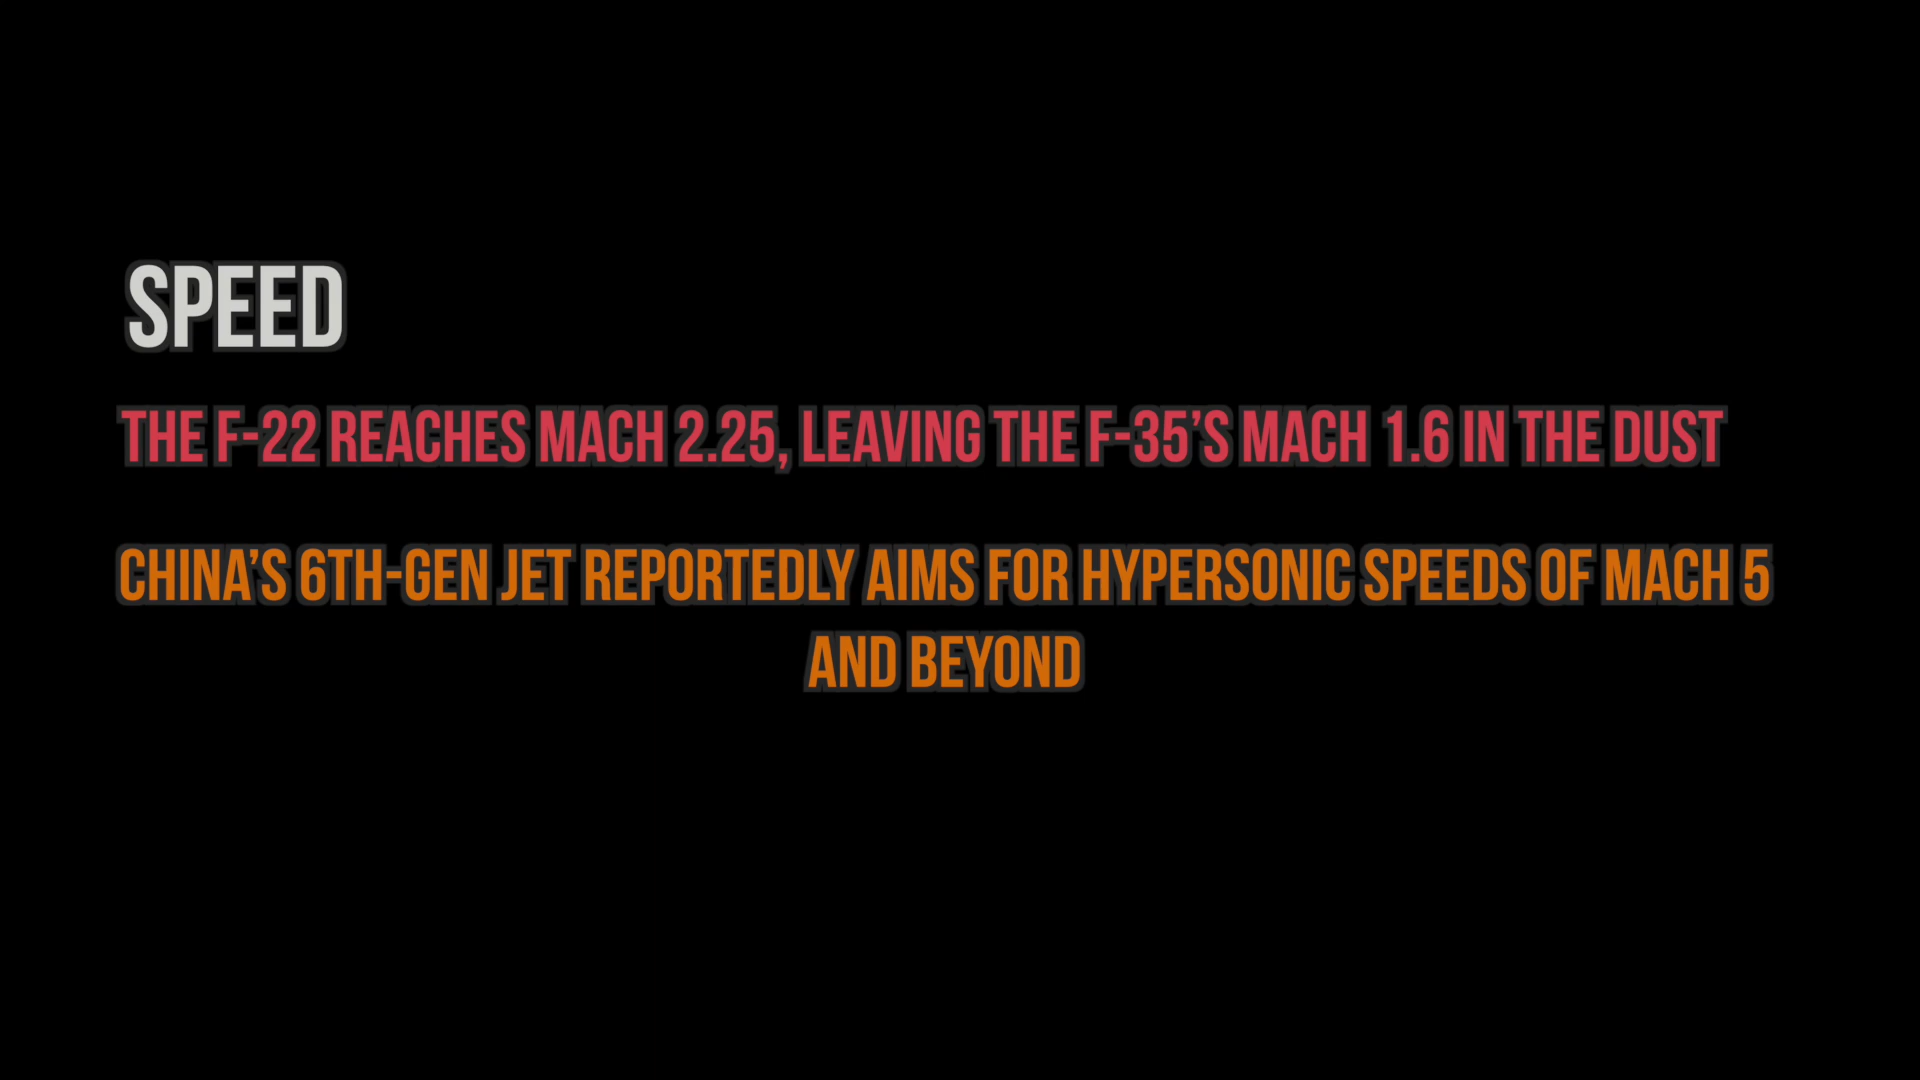 SPEED
THE F-22 REACHES MACH 2.25, LEAVING THE F-35’S MACH 1.6 IN THE DUST
CHINA’S 6TH-GEN JET REPORTEDLY AIMS FOR HYPERSONIC SPEEDS OF MACH 5
AND BEYOND